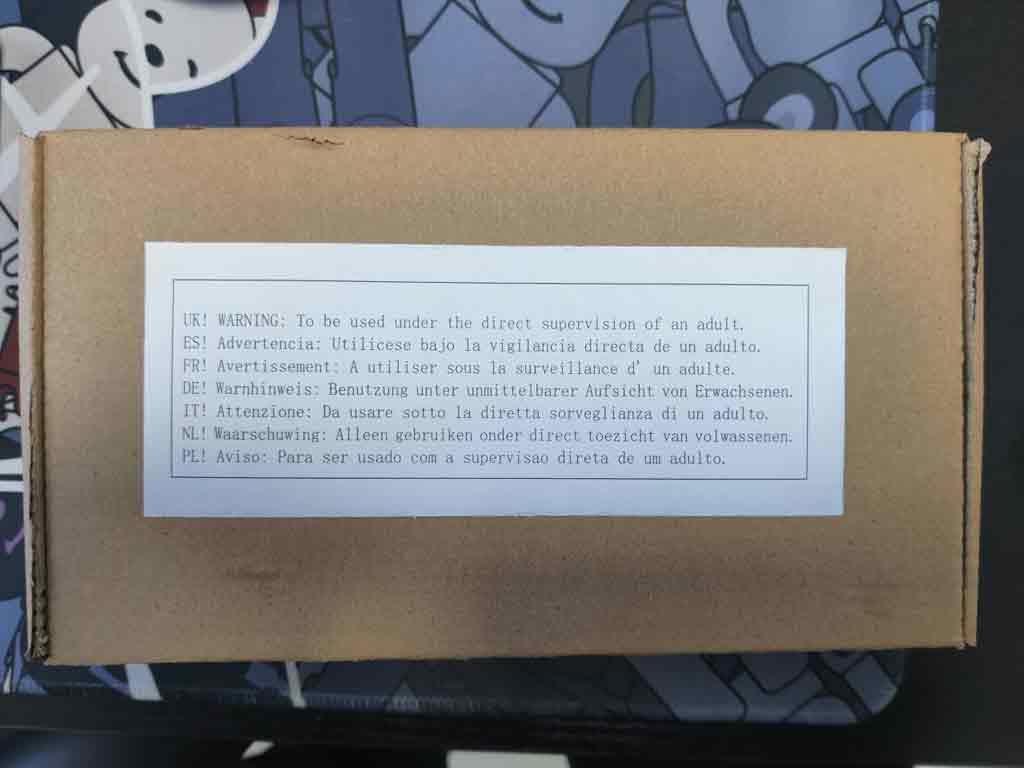 UK! WARNING: To be used under the direct supervision of an adult.
ES! Advertencia: Utilícese bajo la vigilancia directa de un adulto.
FR! Avertissement: A utiliser sous la surveillance d' un adulte.
DE! Warnhinweis: Benutzung unter unmittelbarer Aufsicht von Erwachsenen.
IT! Attenzione: Da usare sotto la diretta sorveglianza di un adulto.
NL! Waarschuwing: Alleen gebruiken onder direct toezicht van volwassenen.
PL! Aviso: Para ser usado com a supervisao direta de um adulto.